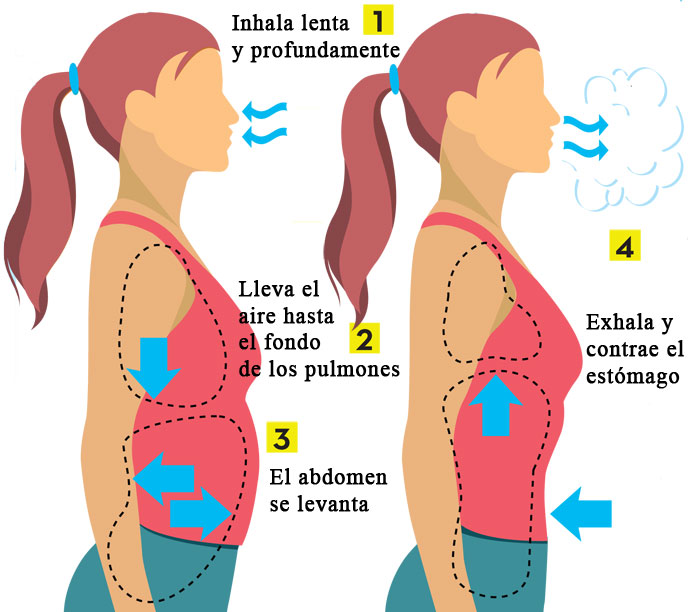 1
Inhala lenta
y profundamente
Lleva el
aire hasta
el fondo
de los pulmones
2
3
El abdomen
se levanta
4
Exhala y
contrae el
estómago